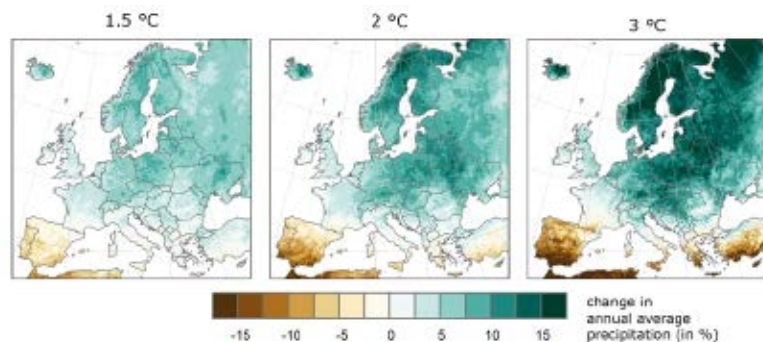 1.5 °C 2 °C 3 °C
-15 -10 -5 0 5 10 15
change in
annual average
precipitation (in %)